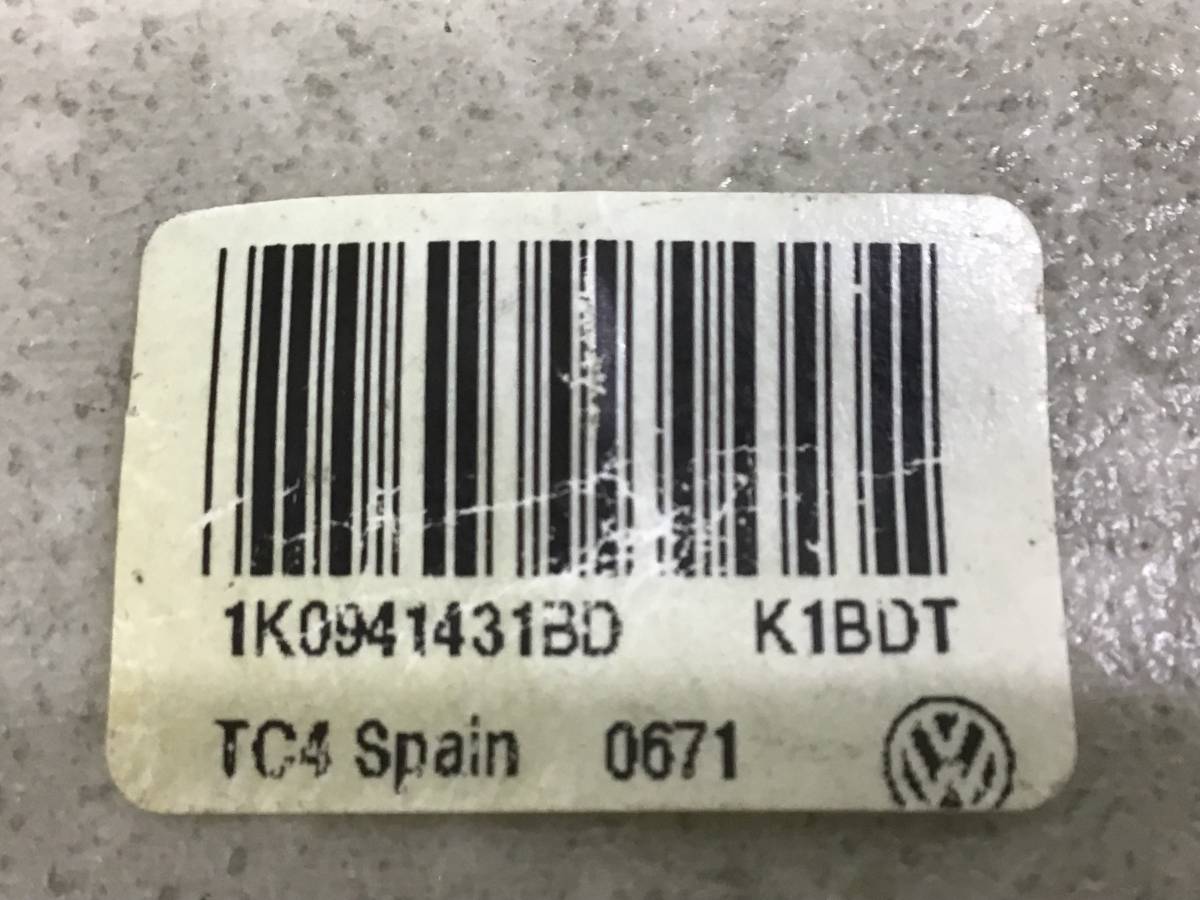 1K0941431BD K1BDT
TC4 Spain 0671